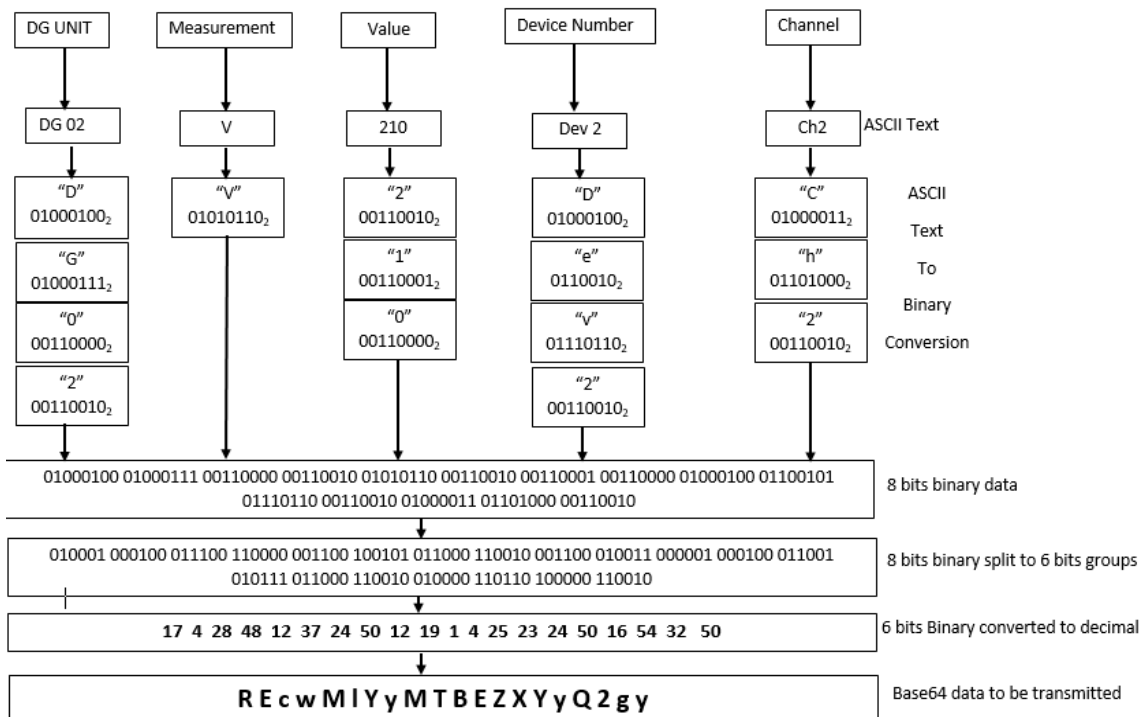 DG UNIT
Measurement
Value
Device Number
Channel
DG 02
V
210
Dev 2
Ch2
ASCII Text
“D”
01000100₂
“V”
01010110₂
“2”
00110010₂
“D”
01000100₂
“C”
01000011₂
ASCII
Text
To
Binary
Conversion
“G”
01000111₂
“1”
00110001₂
“e”
0110010₂
“h”
01101000₂
“0”
00110000₂
“0”
00110000₂
“v”
01110110₂
“2”
00110010₂
“2”
00110010₂
“2”
00110010₂
01000100 01000111 00110000 00110010 01010110 00110010 00110001 00110000 01000100 01100101
01110110 00110010 01000011 01101000 00110010
8 bits binary data
010001 000100 011100 110000 001100 100101 011000 110010 001100 010011 000001 000100 011001
010111 011000 110010 010000 110110 100000 110010
8 bits binary split to 6 bits groups
17 4 28 48 12 37 24 50 12 19 1 4 25 23 24 50 16 54 32 50
6 bits Binary converted to decimal
R E c w M l Y y M T B E Z X Y y Q 2 g y
Base64 data to be transmitted